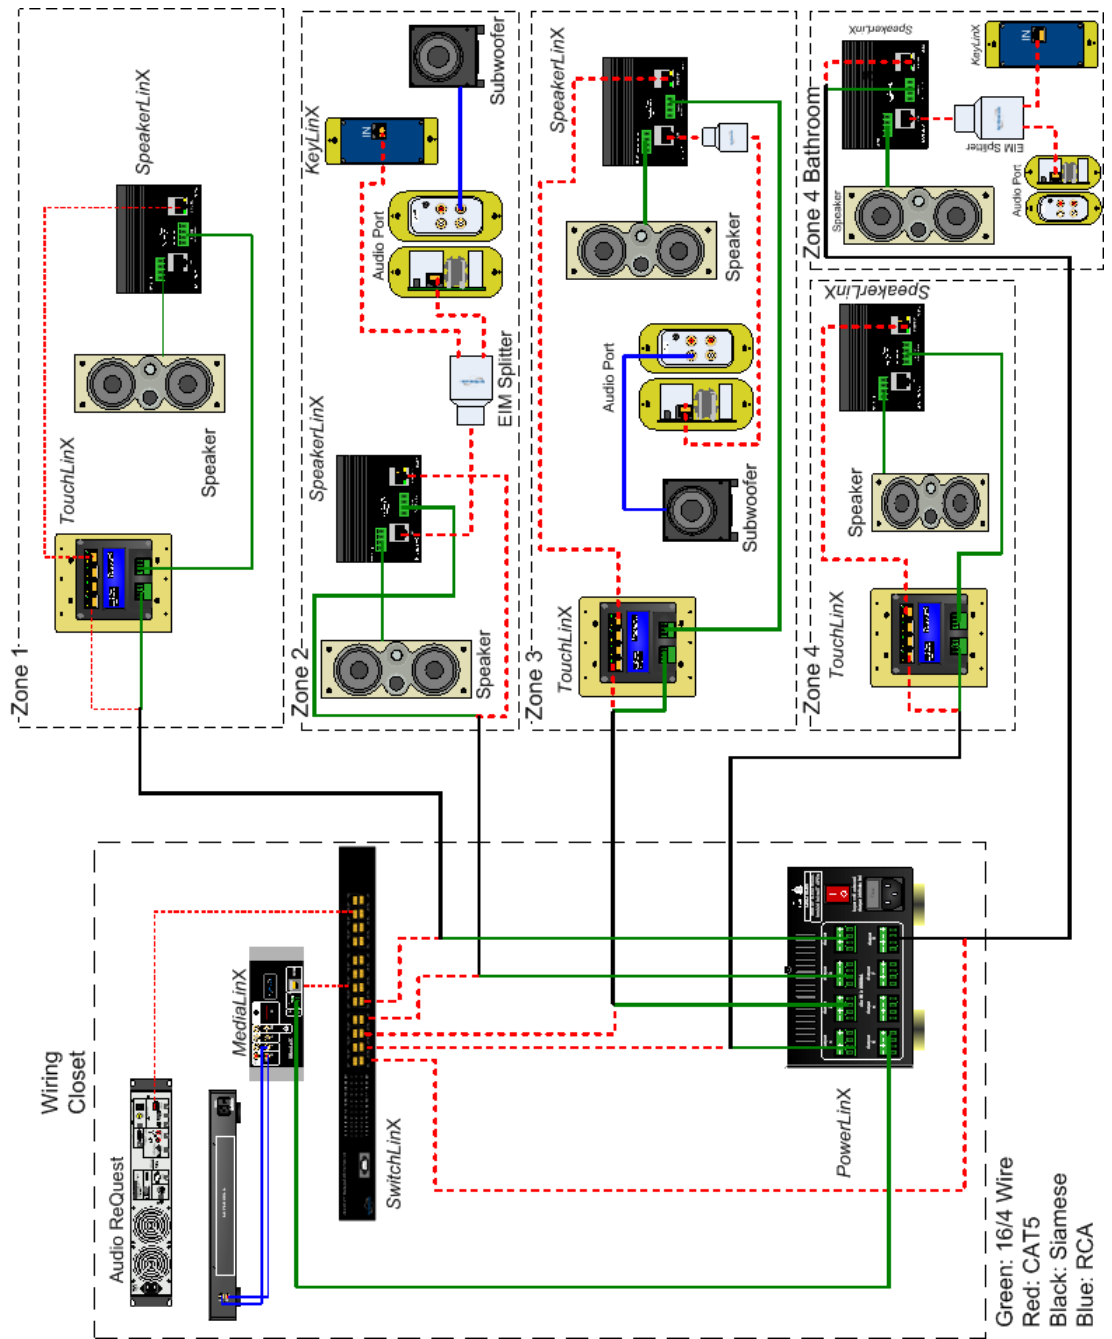 Zone 1
TouchLinX
Speaker
SpeakerLinX
Zone 2
Speaker
SpeakerLinX
EIM Splitter
Audio Port
KeyLinX
IN
Subwoofer
Zone 3
TouchLinX
Subwoofer
Audio Port
Speaker
SpeakerLinX
Zone 4
TouchLinX
Speaker
SpeakerLinX
Zone 4 Bathroom
Speaker
SpeakerLinX
EIM Splitter
Audio Port
KeyLinX
IN
Wiring
Closet
Audio ReQuest
MediaLinX
SwitchLinX
PowerLinX
Green: 16/4 Wire
Red: CAT5
Black: Siamese
Blue: RCA